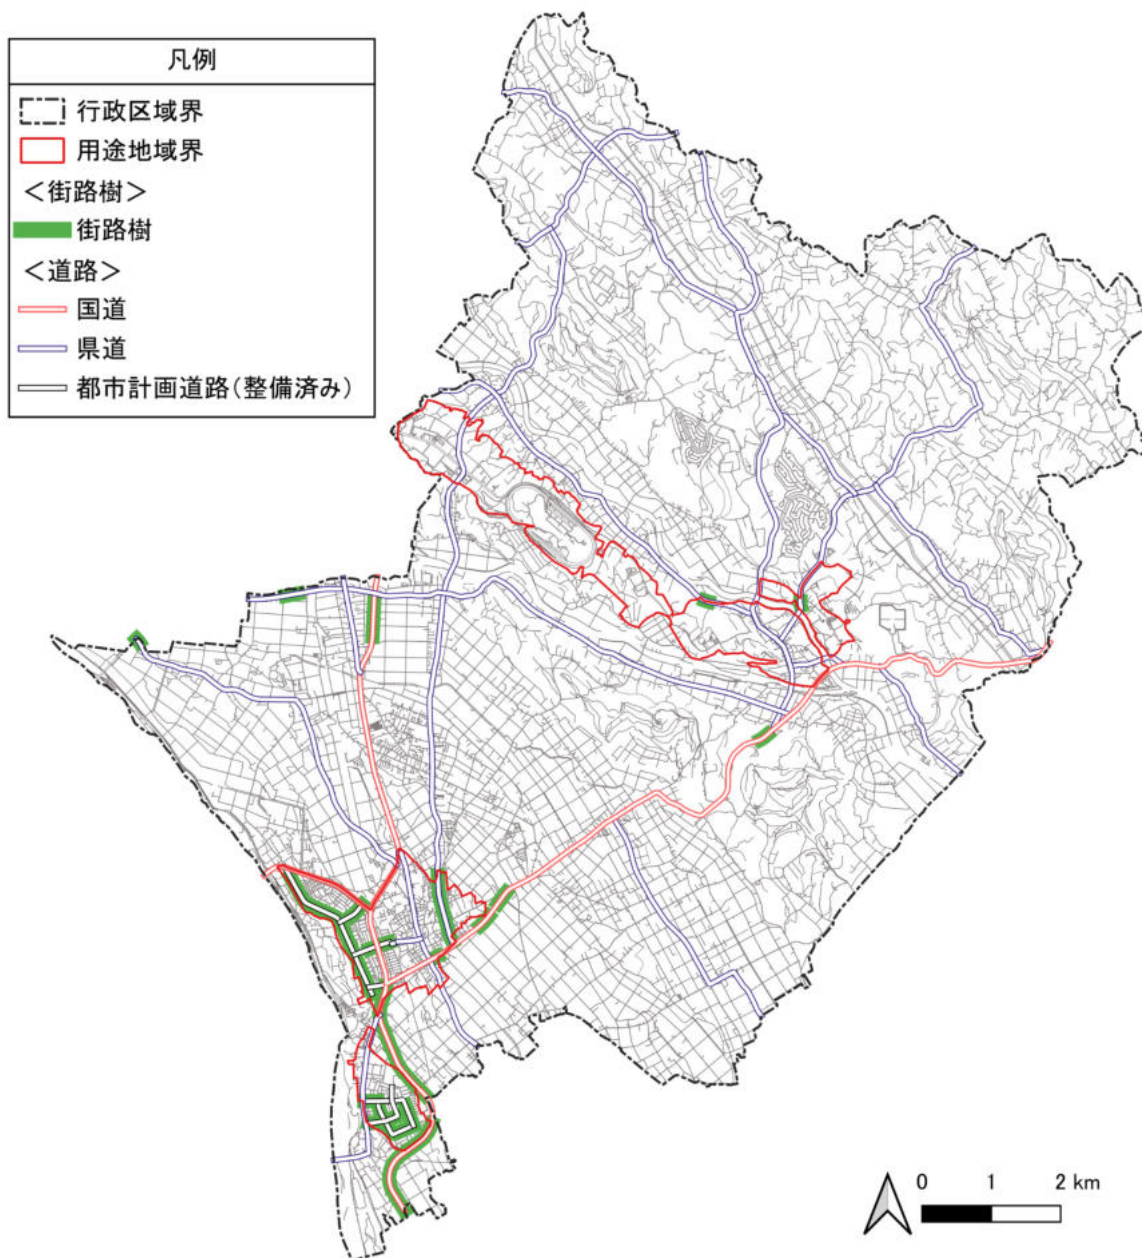 凡例
行政区域界
用途地域界
<街路樹>
街路樹
<道路>
国道
県道
都市計画道路(整備済み)
0 1 2 km